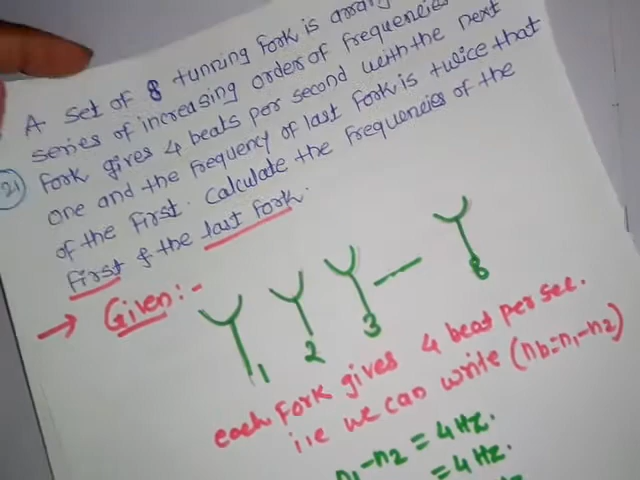 A set of 8 tunning fork is
series of increasing order of frequencies
21 fork gives 4 beats per second with the next
one and the frequency of last fork is twice that
of the first. Calculate the frequencies of the
first & the last fork.
→ Given:-
1 2 3 — 8
each fork gives 4 beat per sec.
i.e we can write (nb=n1-n2)
n1-n2 = 4Hz.
= 4Hz.